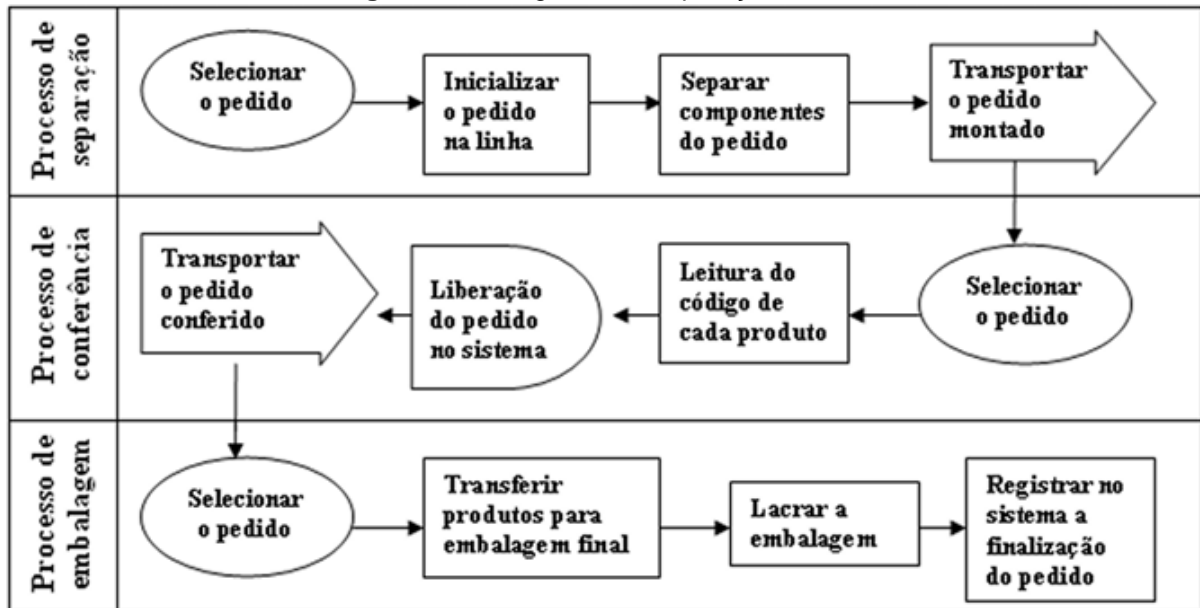 Processo de
separação
Selecionar
o pedido
Inicializar
o pedido
na linha
Separar
componentes
do pedido
Transportar
o pedido
montado
Processo de
conferência
Transportar
o pedido
conferido
Liberação
do pedido
no sistema
Leitura do
código de
cada produto
Selecionar
o pedido
Processo de
embalagem
Selecionar
o pedido
Transferir
produtos para
embalagem final
Lacrar a
embalagem
Registrar no
sistema a
finalização
do pedido